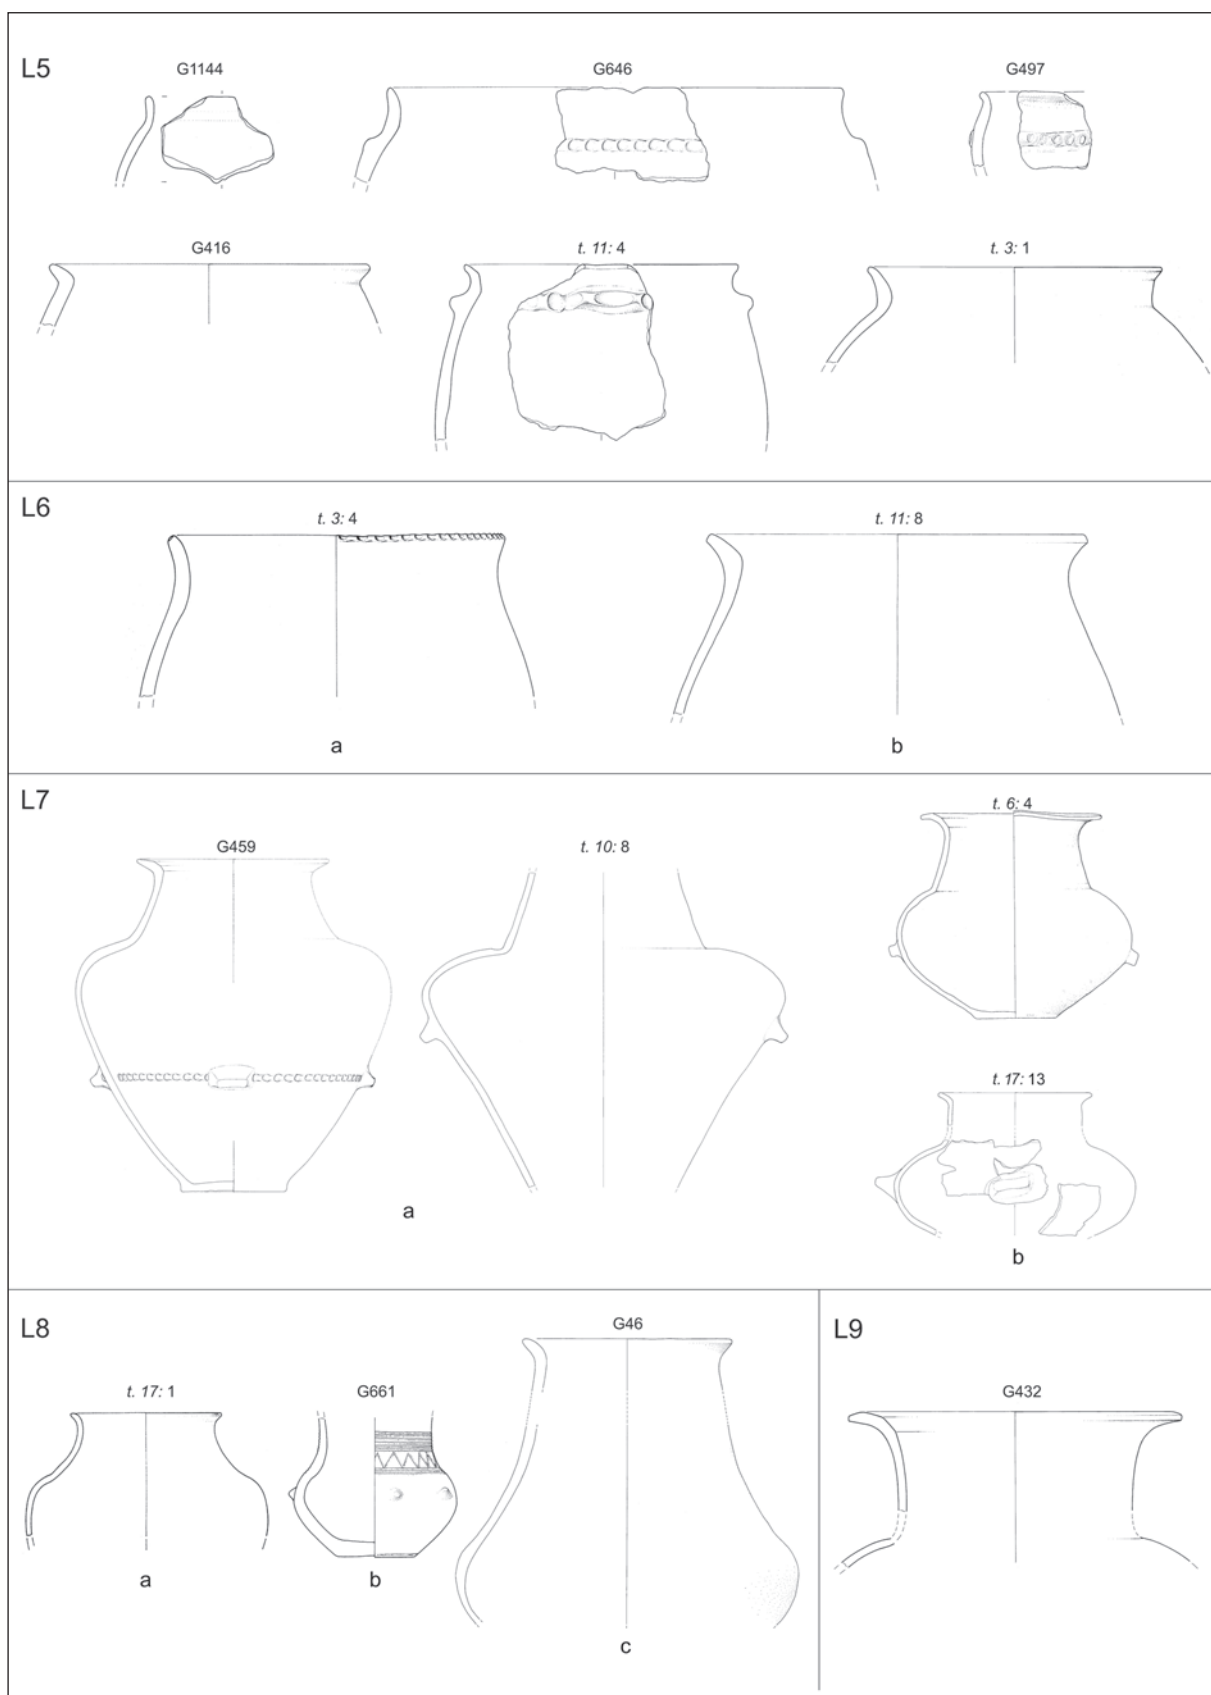 L5
G1144 G646 G497
G416 t. 11: 4 t. 3: 1
L6
t. 3: 4 t. 11: 8
a b
L7
t. 6: 4
G459 t. 10: 8
t. 17: 13
a
b
L8 L9
G46
t. 17: 1 G661 G432
a b
c